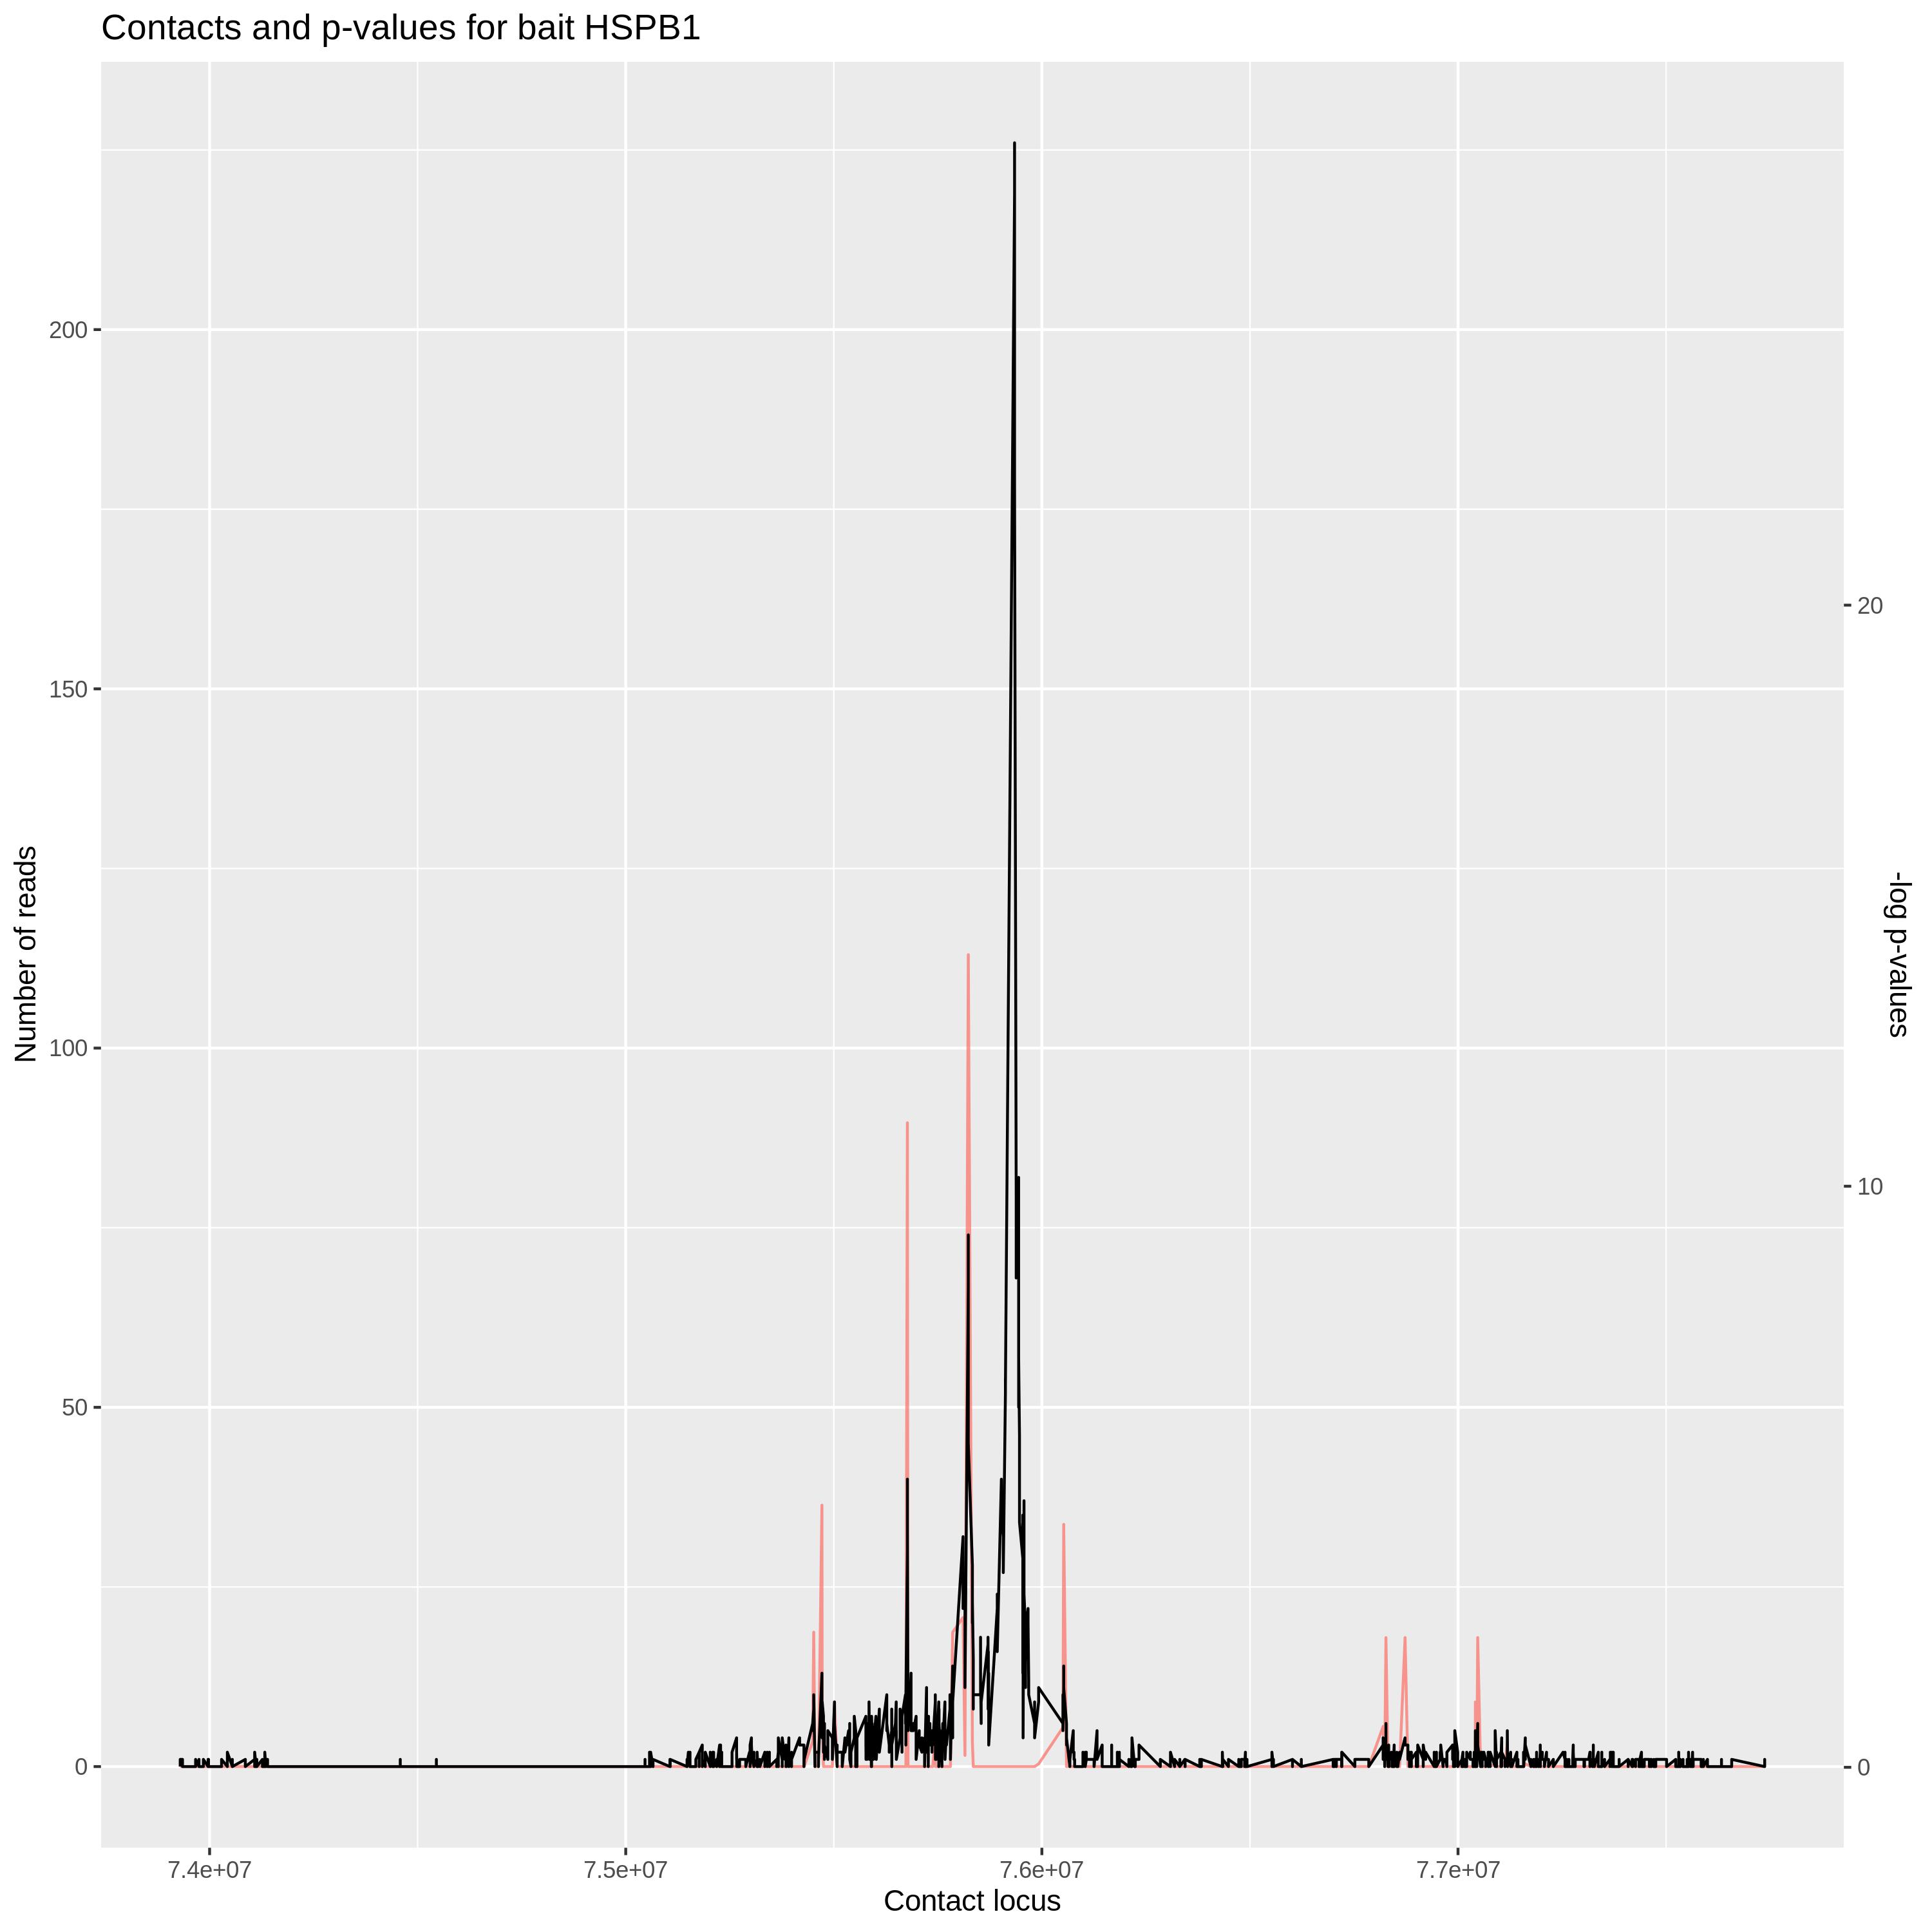 Contacts and p-values for bait HSPB1
Number of reads
200
150
100
50
0
20
10
0
-log p-values
7.4e+07
7.5e+07
7.6e+07
7.7e+07
Contact locus